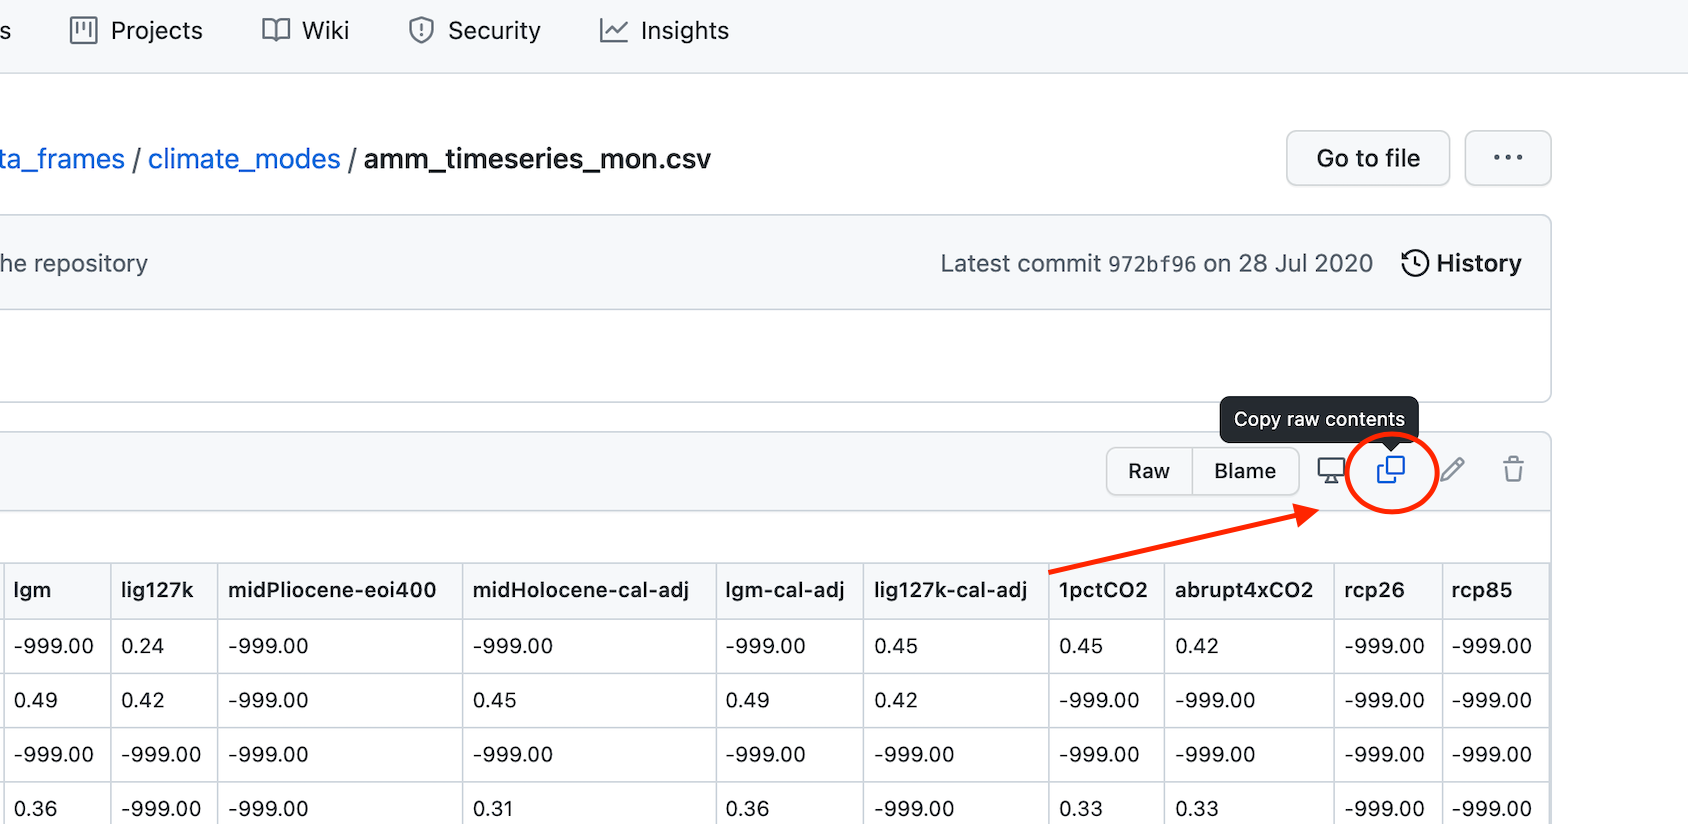 s Projects Wiki Security Insights
ta_frames / climate_modes / amm_timeseries_mon.csv Go to file ...
he repository Latest commit 972bf96 on 28 Jul 2020 History
Copy raw contents
Raw Blame
lgm lig127k midPliocene-eoi400 midHolocene-cal-adj lgm-cal-adj lig127k-cal-adj 1pctCO2 abrupt4xCO2 rcp26 rcp85
-999.00 0.24 -999.00 -999.00 -999.00 0.45 0.45 0.42 -999.00 -999.00
0.49 0.42 -999.00 0.45 0.49 0.42 -999.00 -999.00 -999.00 -999.00
-999.00 -999.00 -999.00 -999.00 -999.00 -999.00 -999.00 -999.00 -999.00 -999.00
0.36 -999.00 -999.00 0.31 0.36 -999.00 0.33 0.33 -999.00 -999.00